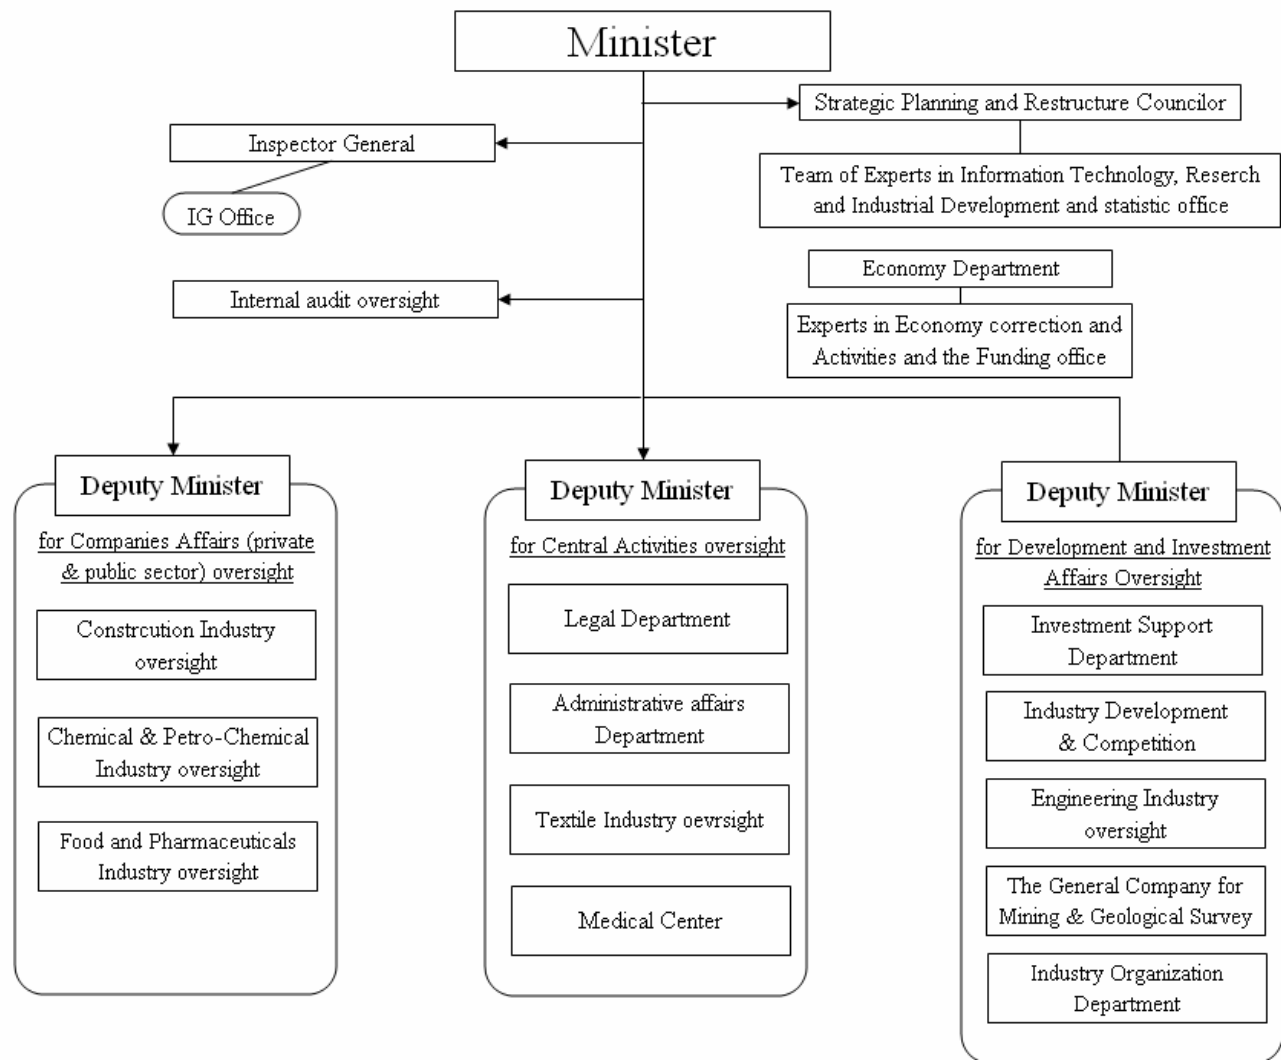 Minister
Strategic Planning and Restructure Councilor
Inspector General
Team of Experts in Information Technology, Reserch
and Industrial Development and statistic office
IG Office
Economy Department
Internal audit oversight
Experts in Economy correction and
Activities and the Funding office
Deputy Minister
for Companies Affairs (private
& public sector) oversight
Constrcution Industry
oversight
Chemical & Petro-Chemical
Industry oversight
Food and Pharmaceuticals
Industry oversight
Deputy Minister
for Central Activities oversight
Legal Department
Administrative affairs
Department
Textile Industry oevrsight
Medical Center
Deputy Minister
for Development and Investment
Affairs Oversight
Investment Support
Department
Industry Development
& Competition
Engineering Industry
oversight
The General Company for
Mining & Geological Survey
Industry Organization
Department